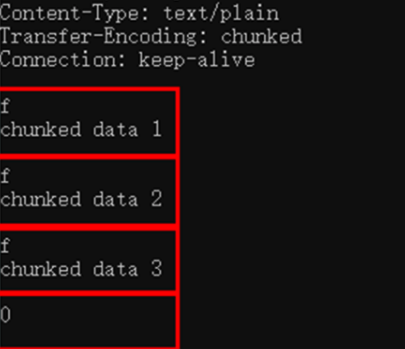 Content-Type: text/plain
Transfer-Encoding: chunked
Connection: keep-alive
f
chunked data 1
f
chunked data 2
f
chunked data 3
0